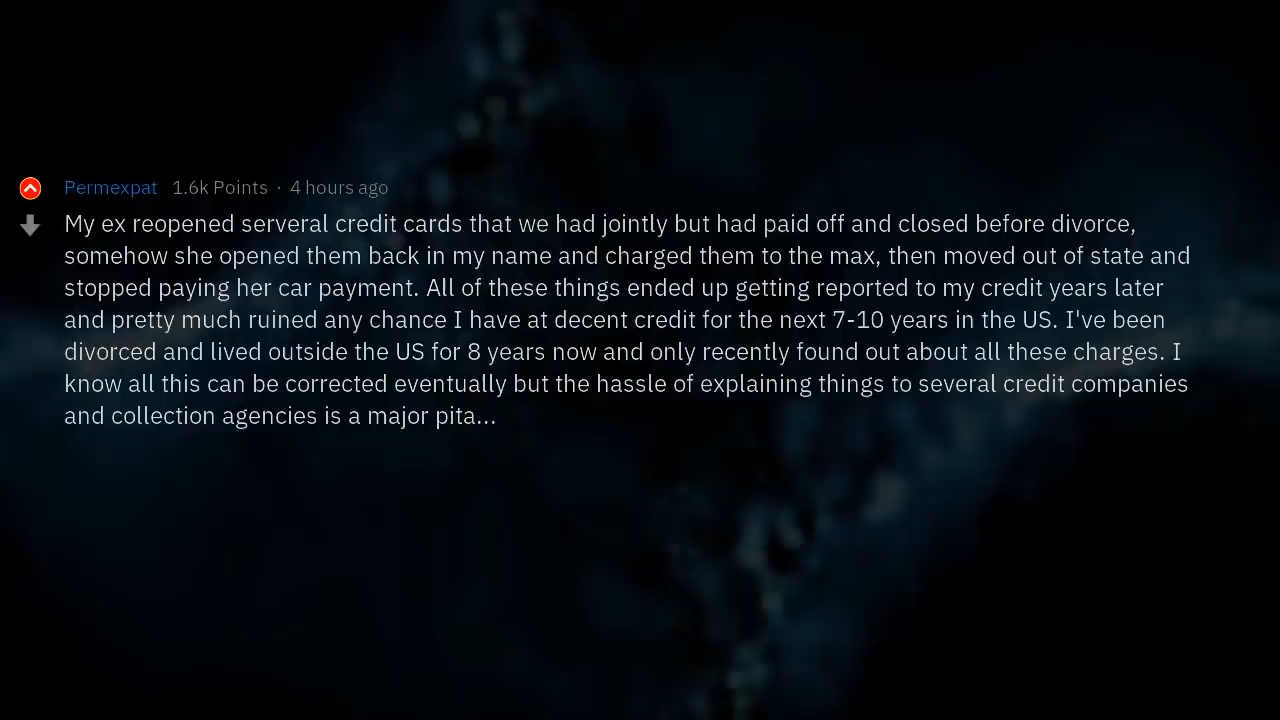 Permexpat 1.6k Points · 4 hours ago
My ex reopened serveral credit cards that we had jointly but had paid off and closed before divorce,
somehow she opened them back in my name and charged them to the max, then moved out of state and
stopped paying her car payment. All of these things ended up getting reported to my credit years later
and pretty much ruined any chance I have at decent credit for the next 7-10 years in the US. I've been
divorced and lived outside the US for 8 years now and only recently found out about all these charges. I
know all this can be corrected eventually but the hassle of explaining things to several credit companies
and collection agencies is a major pita...